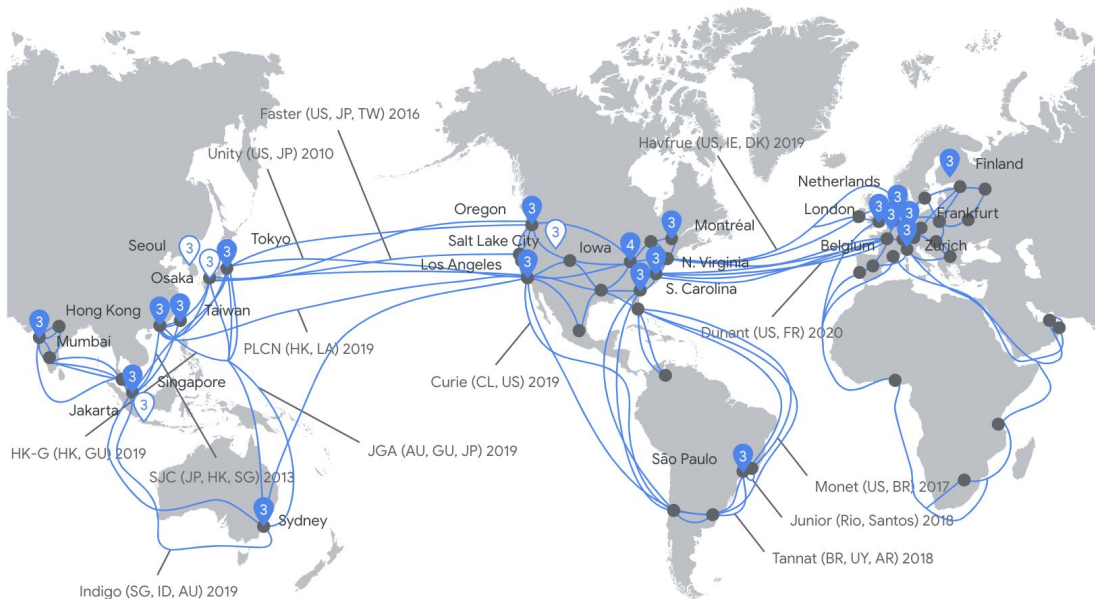 Faster (US, JP, TW) 2016
Unity (US, JP) 2010
Havfrue (US, IE, DK) 2019
3
Finland
Netherlands
3
3
London
3
3
3
Frankfurt
Belgium
3
Zurich
Oregon
3
3
Montréal
Salt Lake City
3
Iowa
4
3
N. Virginia
Los Angeles
3
3
S. Carolina
Seoul
3
3
Tokyo
3
Osaka
Hong Kong
3
3
Taiwan
3
Mumbai
PLCN (HK, LA) 2019
Dunant (US, FR) 2020
Curie (CL, US) 2019
3
Singapore
Jakarta
3
HK-G (HK, GU) 2019
JGA (AU, GU, JP) 2019
SJC (JP, HK, SG) 2013
São Paulo
3
Monet (US, BR) 2017
3
Sydney
Junior (Rio, Santos) 2018
Tannat (BR, UY, AR) 2018
Indigo (SG, ID, AU) 2019